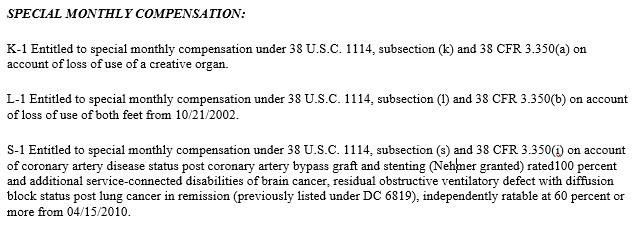 SPECIAL MONTHLY COMPENSATION:
K-1 Entitled to special monthly compensation under 38 U.S.C. 1114, subsection (k) and 38 CFR 3.350(a) on
account of loss of use of a creative organ.
L-1 Entitled to special monthly compensation under 38 U.S.C. 1114, subsection (l) and 38 CFR 3.350(b) on account
of loss of use of both feet from 10/21/2002.
S-1 Entitled to special monthly compensation under 38 U.S.C. 1114, subsection (s) and 38 CFR 3.350(i) on account
of coronary artery disease status post coronary artery bypass graft and stenting (Nehmer granted) rated100 percent
and additional service-connected disabilities of brain cancer, residual obstructive ventilatory defect with diffusion
block status post lung cancer in remission (previously listed under DC 6819), independently ratable at 60 percent or
more from 04/15/2010.